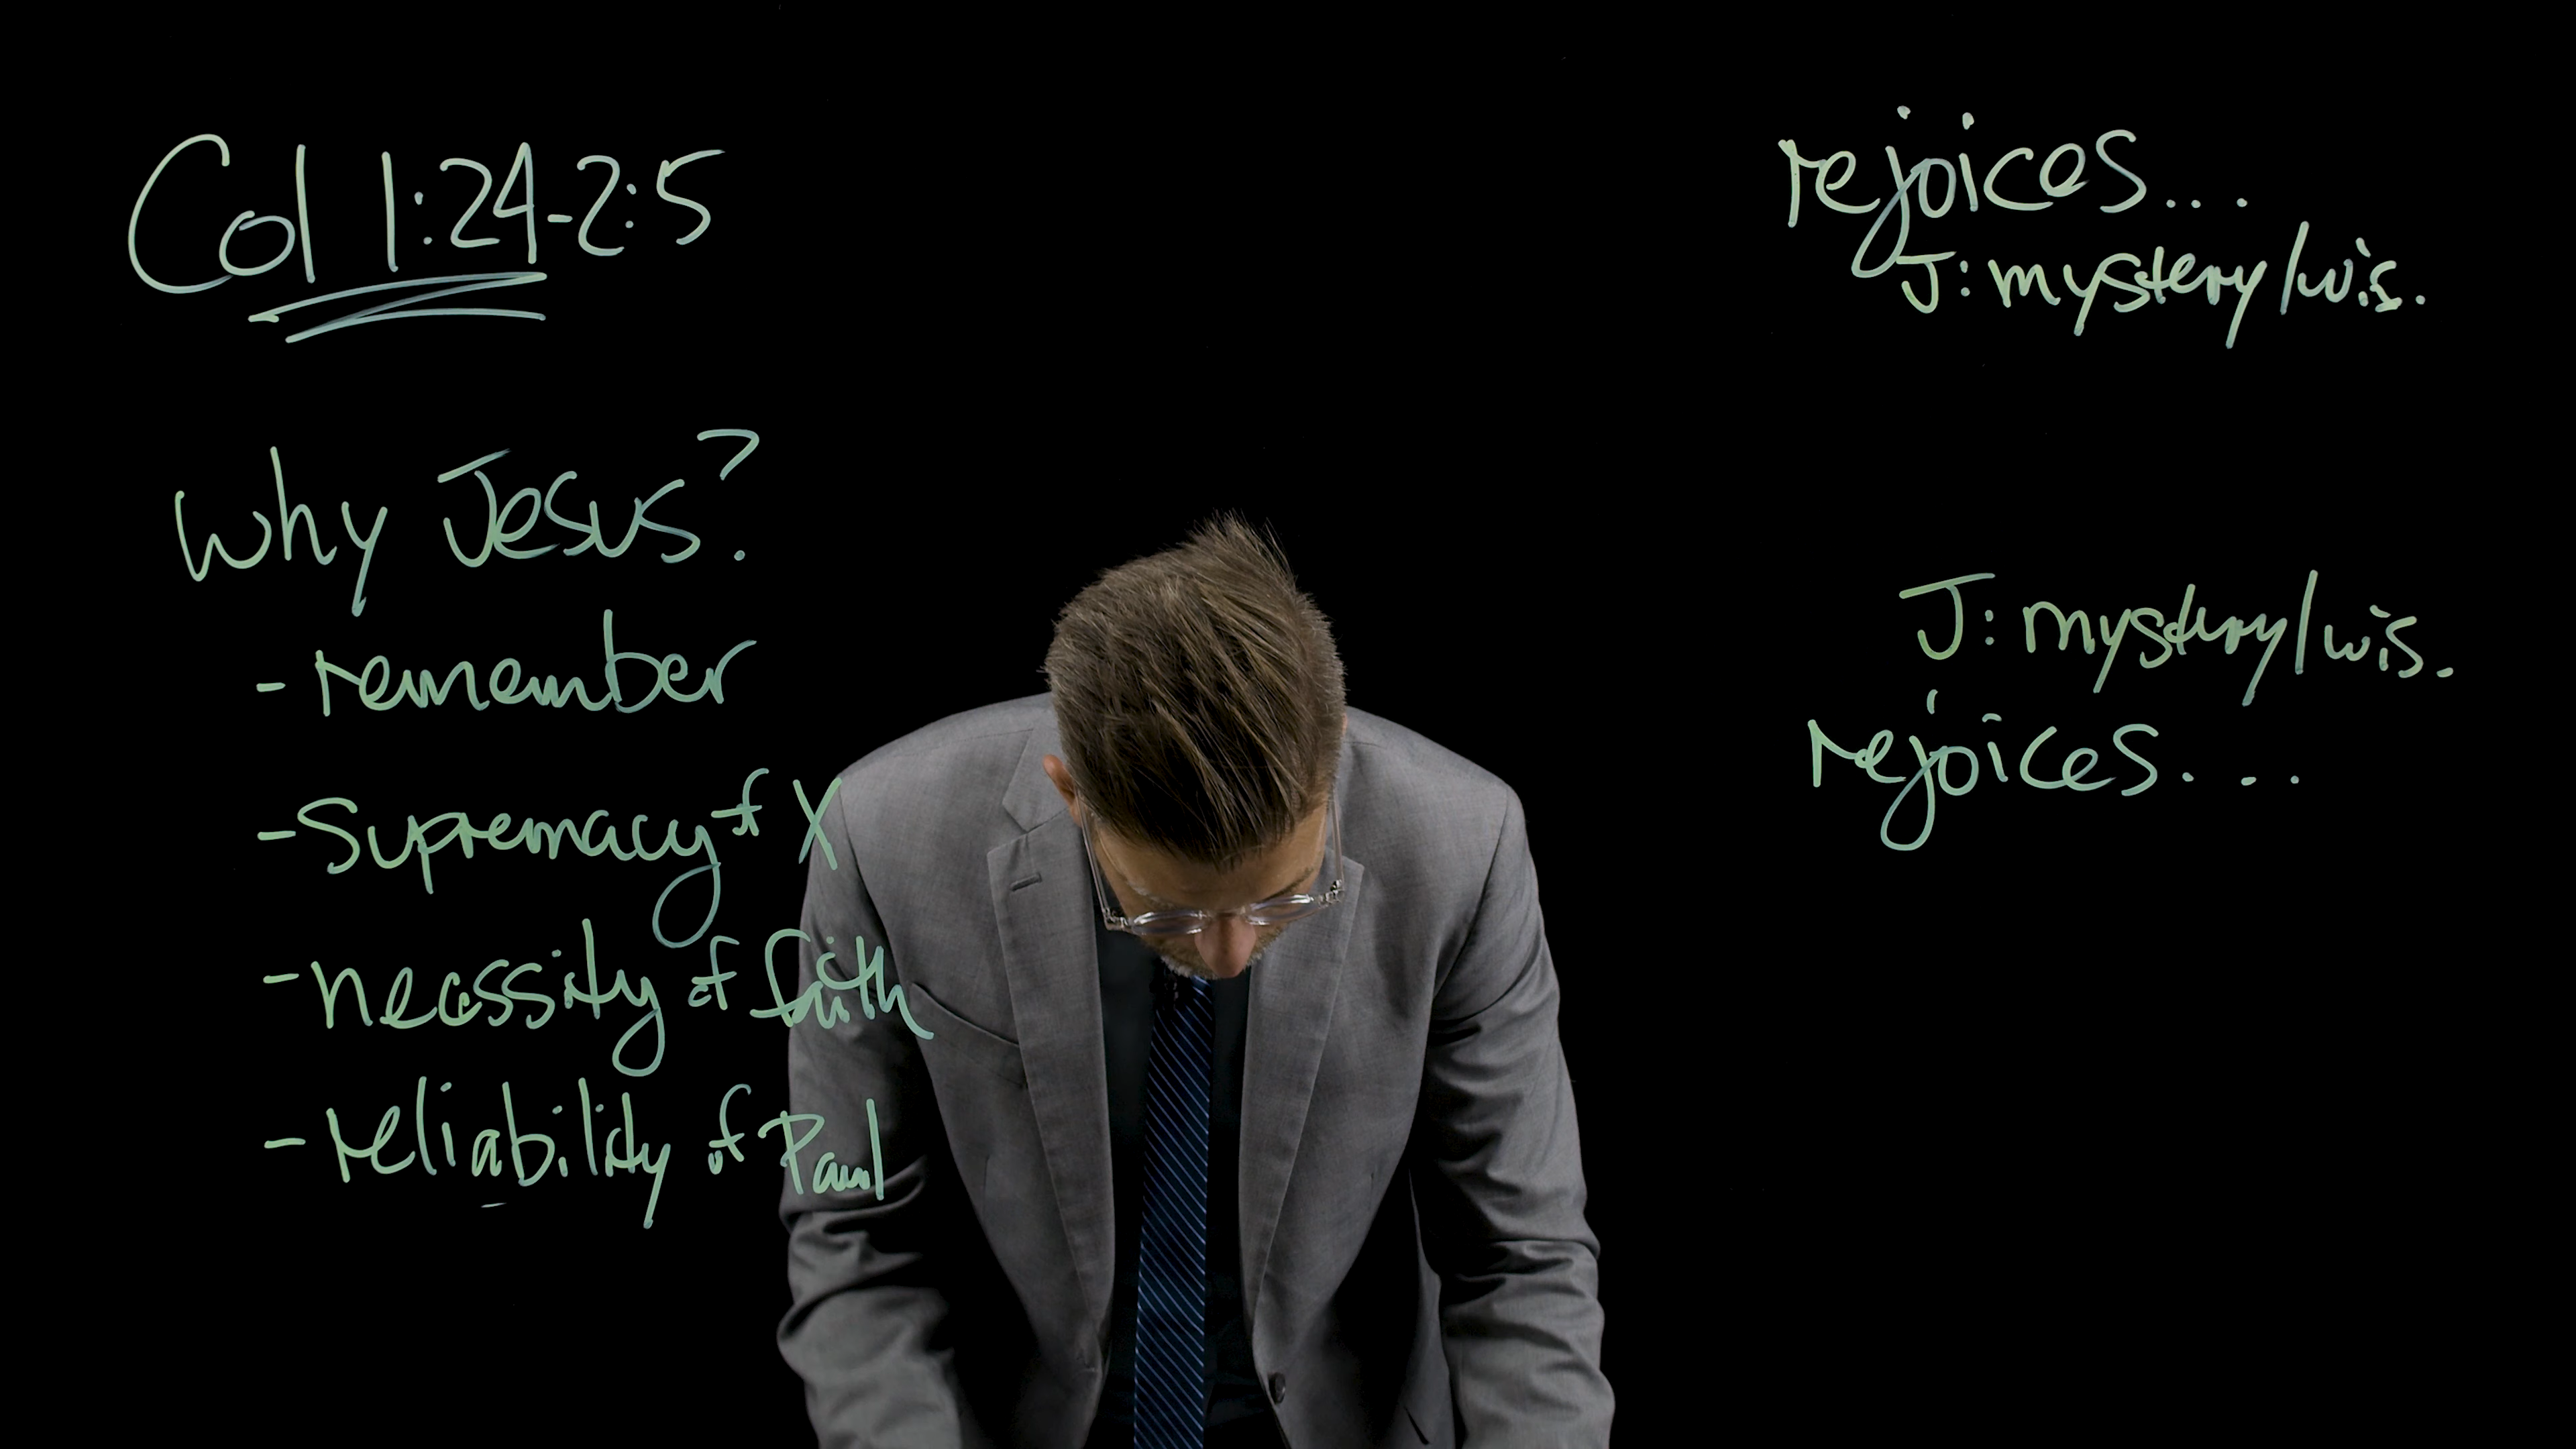 Col 1:24-2:5
Why Jesus?
- remember
- Supremacy of X
- necessity of faith
- reliability of Paul
rejoices...
J: mystery/wis.
J: mystery/wis.
rejoices...